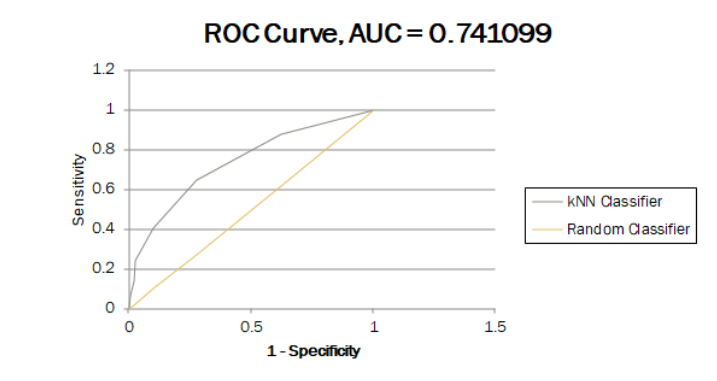 ROC Curve, AUC = 0.741099
1.2
1
0.8
0.6
0.4
0.2
0
Sensitivity
0 0.5 1 1.5
1 - Specificity
kNN Classifier
Random Classifier